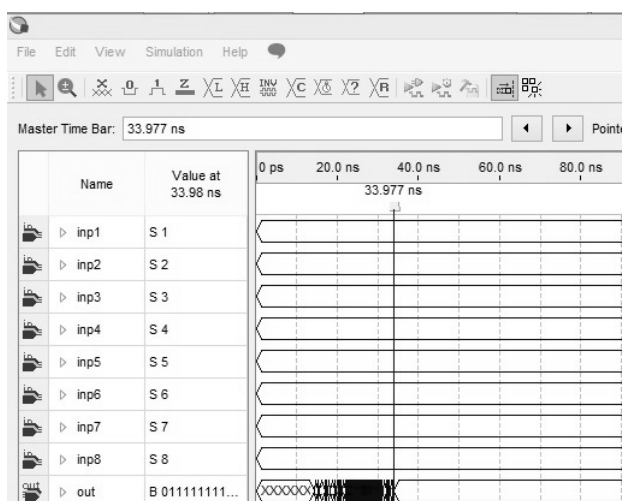 File Edit View Simulation Help
Master Time Bar: 33.977 ns
Name
Value at
33.98 ns
0 ps 20.0 ns 40.0 ns 60.0 ns 80.0 ns
33.977 ns
inp1 S 1
inp2 S 2
inp3 S 3
inp4 S 4
inp5 S 5
inp6 S 6
inp7 S 7
inp8 S 8
out B 011111111...